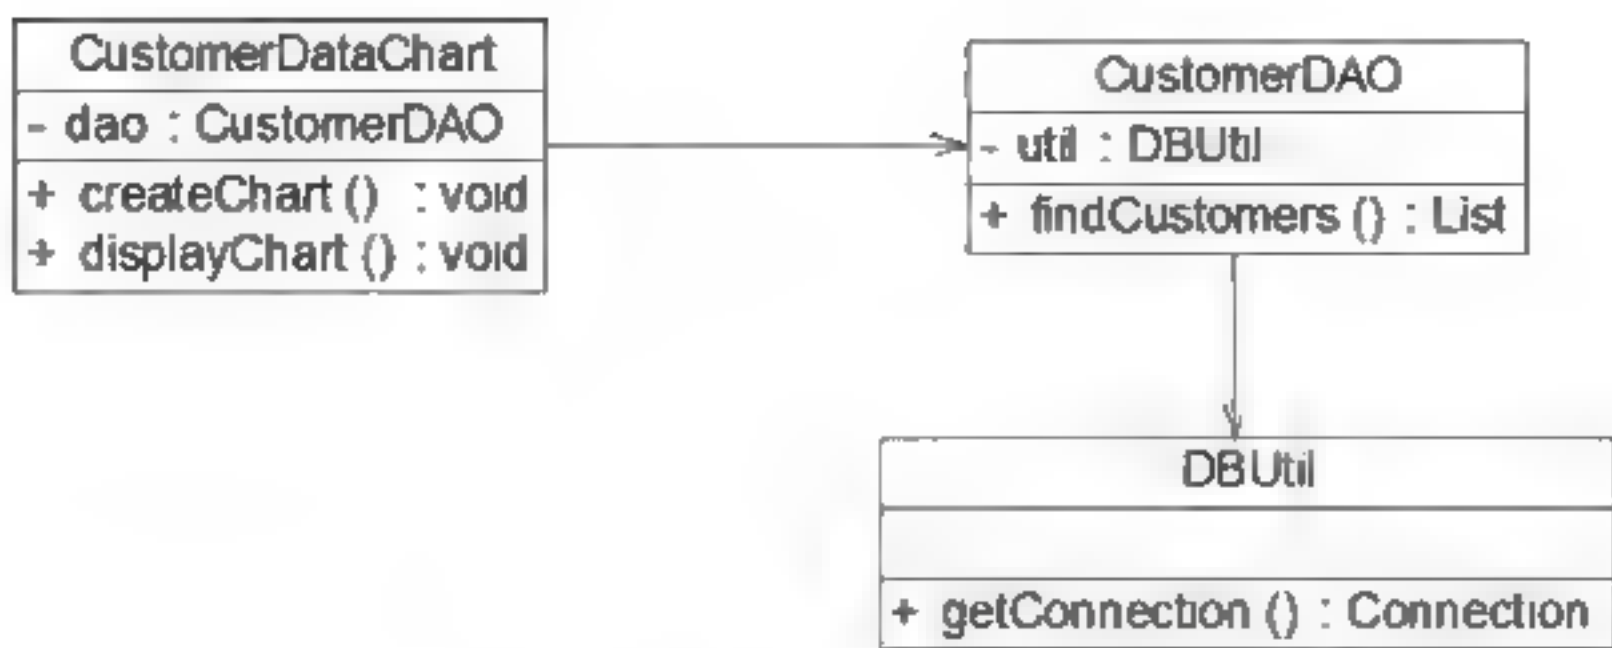 CustomerDataChart
- dao : CustomerDAO
+ createChart () : void
+ displayChart () : void
CustomerDAO
- util : DBUtil
+ findCustomers () : List
DBUtil
+ getConnection () : Connection